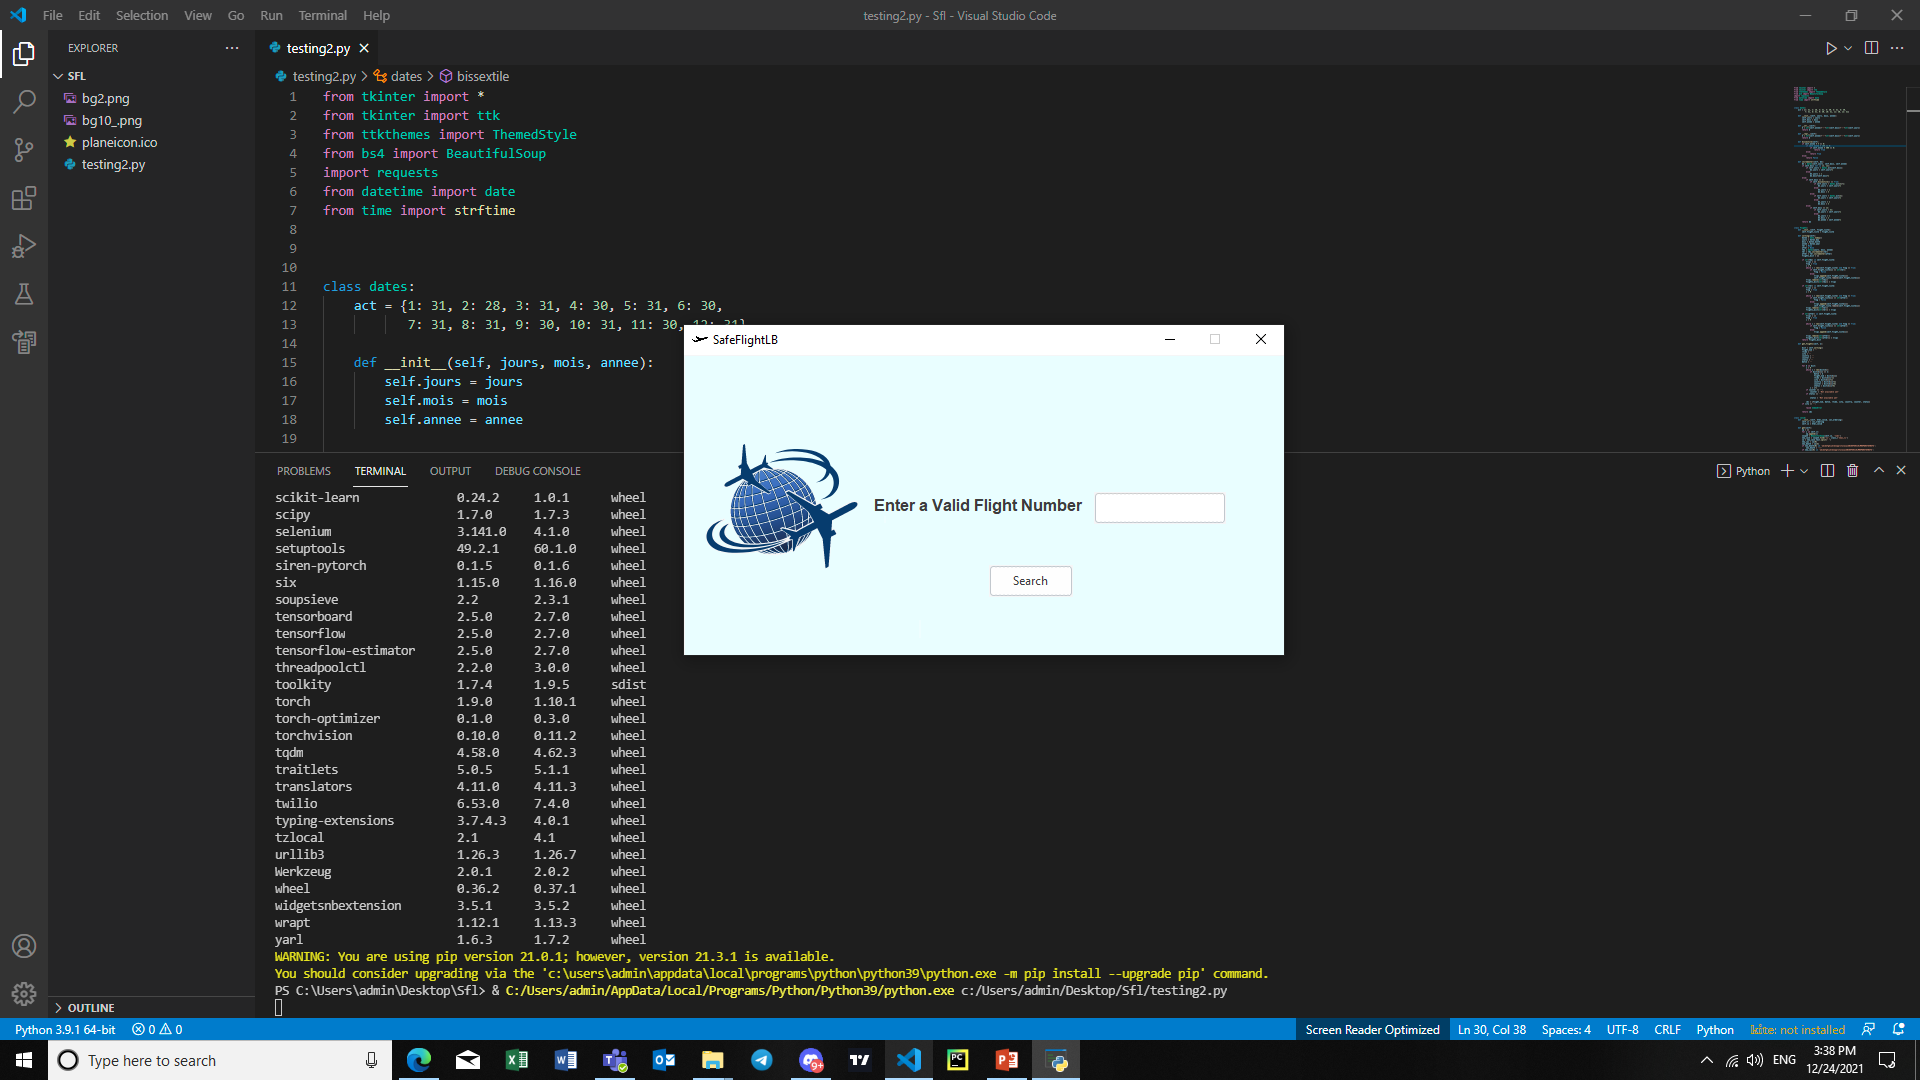 File Edit Selection View Go Run Terminal Help
testing2.py - Sfl - Visual Studio Code
EXPLORER
SFL
bg2.png
bg10_.png
planeicon.ico
testing2.py
OUTLINE
testing2.py
testing2.py > dates > bissextile
1 from tkinter import *
2 from tkinter import ttk
3 from ttkthemes import ThemedStyle
4 from bs4 import BeautifulSoup
5 import requests
6 from datetime import date
7 from time import strftime
8
9
10
11 class dates:
12 act = {1: 31, 2: 28, 3: 31, 4: 30, 5: 31, 6: 30,
13 7: 31, 8: 31, 9: 30, 10: 31, 11: 30, 12: 31}
14
15 def __init__(self, jours, mois, annee):
16 self.jours = jours
17 self.mois = mois
18 self.annee = annee
19
SafeFlightLB
Enter a Valid Flight Number
Search
PROBLEMS TERMINAL OUTPUT DEBUG CONSOLE
Python
scikit-learn 0.24.2 1.0.1 wheel
scipy 1.7.0 1.7.3 wheel
selenium 3.141.0 4.1.0 wheel
setuptools 49.2.1 60.1.0 wheel
siren-pytorch 0.1.5 0.1.6 wheel
six 1.15.0 1.16.0 wheel
soupsieve 2.2 2.3.1 wheel
tensorboard 2.5.0 2.7.0 wheel
tensorflow 2.5.0 2.7.0 wheel
tensorflow-estimator 2.5.0 2.7.0 wheel
threadpoolctl 2.2.0 3.0.0 wheel
toolkity 1.7.4 1.9.5 sdist
torch 1.9.0 1.10.1 wheel
torch-optimizer 0.1.0 0.3.0 wheel
torchvision 0.10.0 0.11.2 wheel
tqdm 4.58.0 4.62.3 wheel
traitlets 5.0.5 5.1.1 wheel
translators 4.11.0 4.11.3 wheel
twilio 6.53.0 7.4.0 wheel
typing-extensions 3.7.4.3 4.0.1 wheel
tzlocal 2.1 4.1 wheel
urllib3 1.26.3 1.26.7 wheel
Werkzeug 2.0.1 2.0.2 wheel
wheel 0.36.2 0.37.1 wheel
widgetsnbextension 3.5.1 3.5.2 wheel
wrapt 1.12.1 1.13.3 wheel
yarl 1.6.3 1.7.2 wheel
WARNING: You are using pip version 21.0.1; however, version 21.3.1 is available.
You should consider upgrading via the 'c:\users\admin\appdata\local\programs\python\python39\python.exe -m pip install --upgrade pip' command.
PS C:\Users\admin\Desktop\Sfl> & C:/Users/admin/AppData/Local/Programs/Python/Python39/python.exe c:/Users/admin/Desktop/Sfl/testing2.py
Python 3.9.1 64-bit 0 0 Screen Reader Optimized Ln 30, Col 38 Spaces: 4 UTF-8 CRLF Python kite: not installed
Type here to search
9+
PC
ENG
3:38 PM
12/24/2021